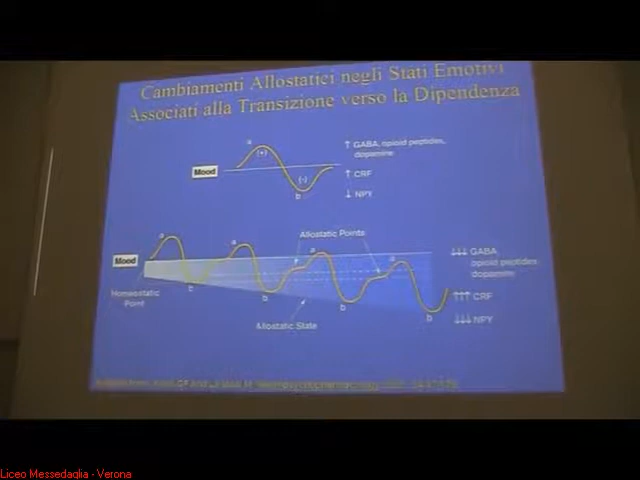 Cambiamenti Allostatici negli Stati Emotivi
Associati alla Transizione verso la Dipendenza
a
(+)
Mood
(-)
b
↑ GABA, opioid peptides,
dopamine
↑ CRF
↓ NPY
Allostatic Points
a
a
a
a
Mood
b
b
b
b
Homeostatic
Point
Allostatic State
↓↓↓ GABA
opioid peptides
dopamine
↑↑↑ CRF
↓↓↓ NPY
Liceo Messedaglia - Verona